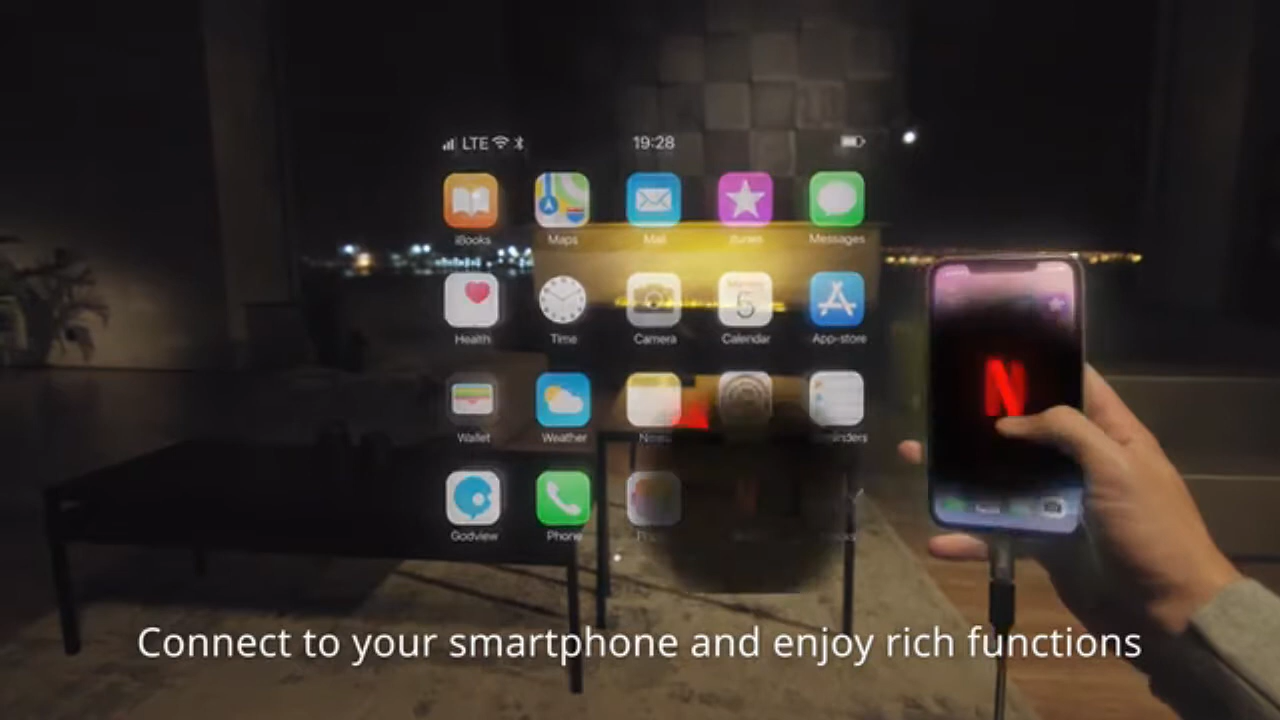 LTE 19:28
iBooks Maps Mail iTunes Messages
5
Health Time Camera Calendar App-store
Wallet Weather News
Godview Phone
N
Connect to your smartphone and enjoy rich functions